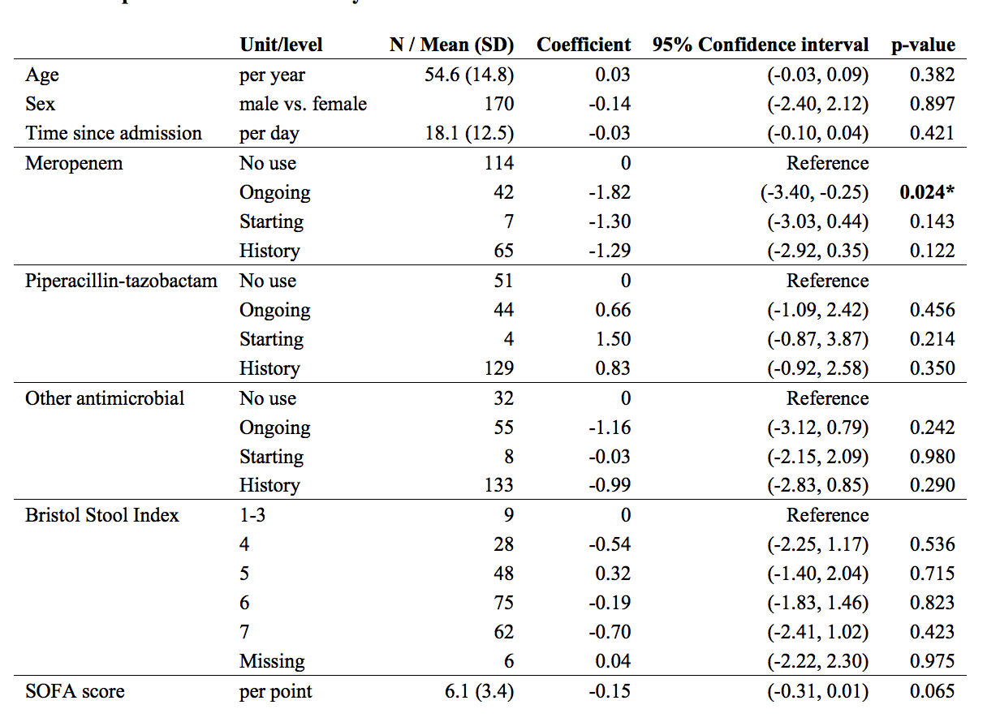 Unit/level N / Mean (SD) Coefficient 95% Confidence interval p-value
Age per year 54.6 (14.8) 0.03 (-0.03, 0.09) 0.382
Sex male vs. female 170 -0.14 (-2.40, 2.12) 0.897
Time since admission per day 18.1 (12.5) -0.03 (-0.10, 0.04) 0.421
Meropenem No use 114 0 Reference
Ongoing 42 -1.82 (-3.40, -0.25) 0.024*
Starting 7 -1.30 (-3.03, 0.44) 0.143
History 65 -1.29 (-2.92, 0.35) 0.122
Piperacillin-tazobactam No use 51 0 Reference
Ongoing 44 0.66 (-1.09, 2.42) 0.456
Starting 4 1.50 (-0.87, 3.87) 0.214
History 129 0.83 (-0.92, 2.58) 0.350
Other antimicrobial No use 32 0 Reference
Ongoing 55 -1.16 (-3.12, 0.79) 0.242
Starting 8 -0.03 (-2.15, 2.09) 0.980
History 133 -0.99 (-2.83, 0.85) 0.290
Bristol Stool Index 1-3 9 0 Reference
4 28 -0.54 (-2.25, 1.17) 0.536
5 48 0.32 (-1.40, 2.04) 0.715
6 75 -0.19 (-1.83, 1.46) 0.823
7 62 -0.70 (-2.41, 1.02) 0.423
Missing 6 0.04 (-2.22, 2.30) 0.975
SOFA score per point 6.1 (3.4) -0.15 (-0.31, 0.01) 0.065